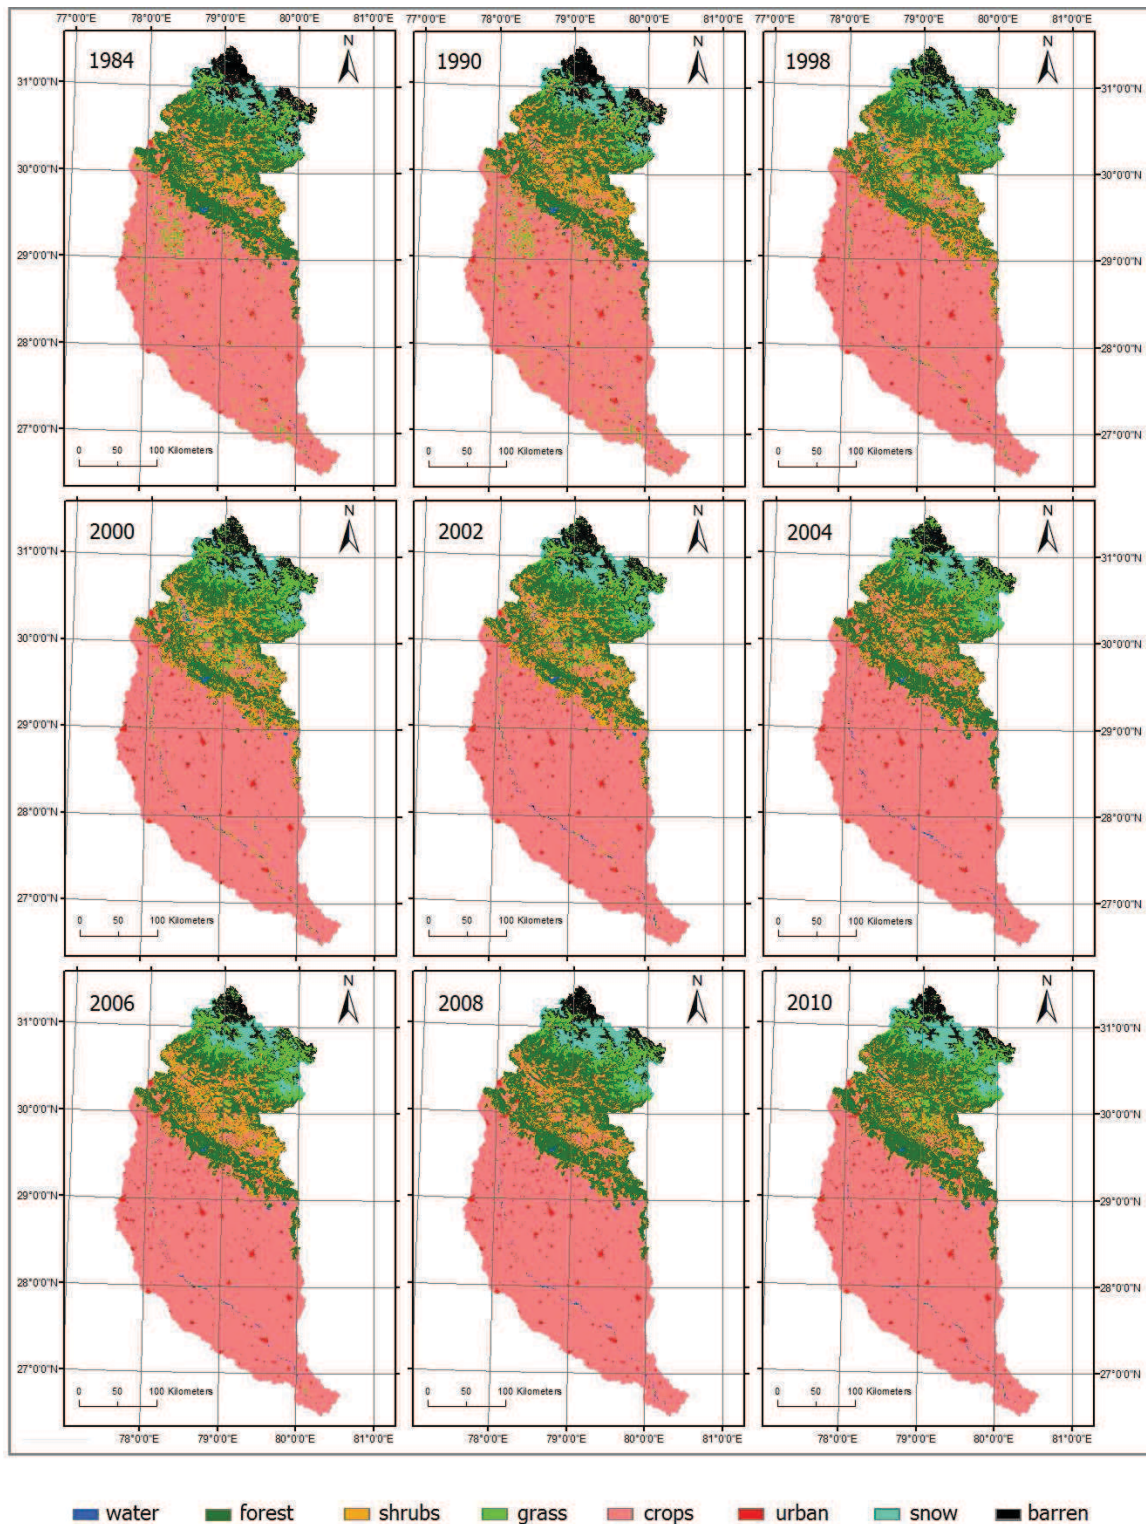 77°0'0"E 78°0'0"E 79°0'0"E 80°0'0"E 81°0'0"E 77°0'0"E 78°0'0"E 79°0'0"E 80°0'0"E 81°0'0"E 77°0'0"E 78°0'0"E 79°0'0"E 80°0'0"E 81°0'0"E
1984 N 1990 N 1998 N
31°0'0"N 31°0'0"N
30°0'0"N 30°0'0"N
29°0'0"N 29°0'0"N
28°0'0"N 28°0'0"N
27°0'0"N 27°0'0"N
0 50 100 Kilometers 0 50 100 Kilometers 0 50 100 Kilometers
2000 N 2002 N 2004 N
31°0'0"N 31°0'0"N
30°0'0"N 30°0'0"N
29°0'0"N 29°0'0"N
28°0'0"N 28°0'0"N
27°0'0"N 27°0'0"N
0 50 100 Kilometers 0 50 100 Kilometers 0 50 100 Kilometers
2006 N 2008 N 2010 N
31°0'0"N 31°0'0"N
30°0'0"N 30°0'0"N
29°0'0"N 29°0'0"N
28°0'0"N 28°0'0"N
27°0'0"N 27°0'0"N
0 50 100 Kilometers 0 50 100 Kilometers 0 50 100 Kilometers
78°0'0"E 79°0'0"E 80°0'0"E 81°0'0"E 78°0'0"E 79°0'0"E 80°0'0"E 81°0'0"E 78°0'0"E 79°0'0"E 80°0'0"E 81°0'0"E
water forest shrubs grass crops urban snow barren